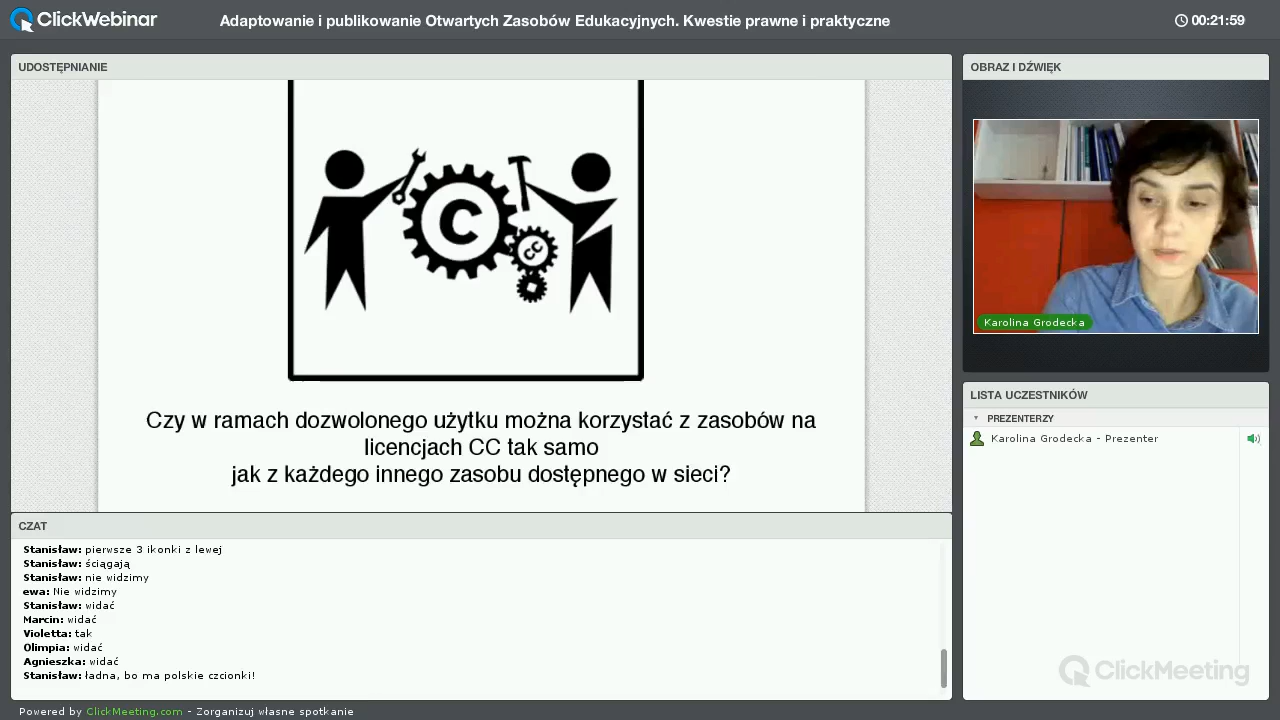 ClickWebinar
Adaptowanie i publikowanie Otwartych Zasobów Edukacyjnych. Kwestie prawne i praktyczne
00:21:59
UDOSTĘPNIANIE
C
CC
Czy w ramach dozwolonego użytku można korzystać z zasobów na
licencjach CC tak samo
jak z każdego innego zasobu dostępnego w sieci?
CZAT
Stanisław: pierwsze 3 ikonki z lewej
Stanisław: ściągają
Stanisław: nie widzimy
ewa: Nie widzimy
Stanisław: widać
Marcin: widać
Violetta: tak
Olimpia: widać
Agnieszka: widać
Stanisław: ładna, bo ma polskie czcionki!
OBRAZ I DŹWIĘK
Karolina Grodecka
LISTA UCZESTNIKÓW
PREZENTERZY
Karolina Grodecka - Prezenter
ClickMeeting
Powered by ClickMeeting.com - Zorganizuj własne spotkanie